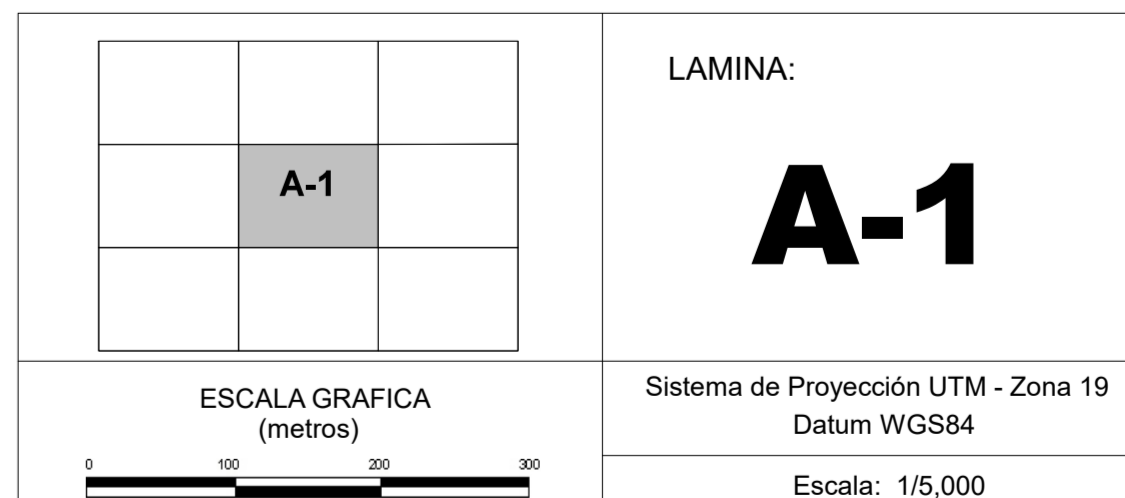 A-1
LAMINA:
A-1
ESCALA GRAFICA
(metros)
0 100 200 300
Sistema de Proyección UTM - Zona 19
Datum WGS84
Escala: 1/5,000